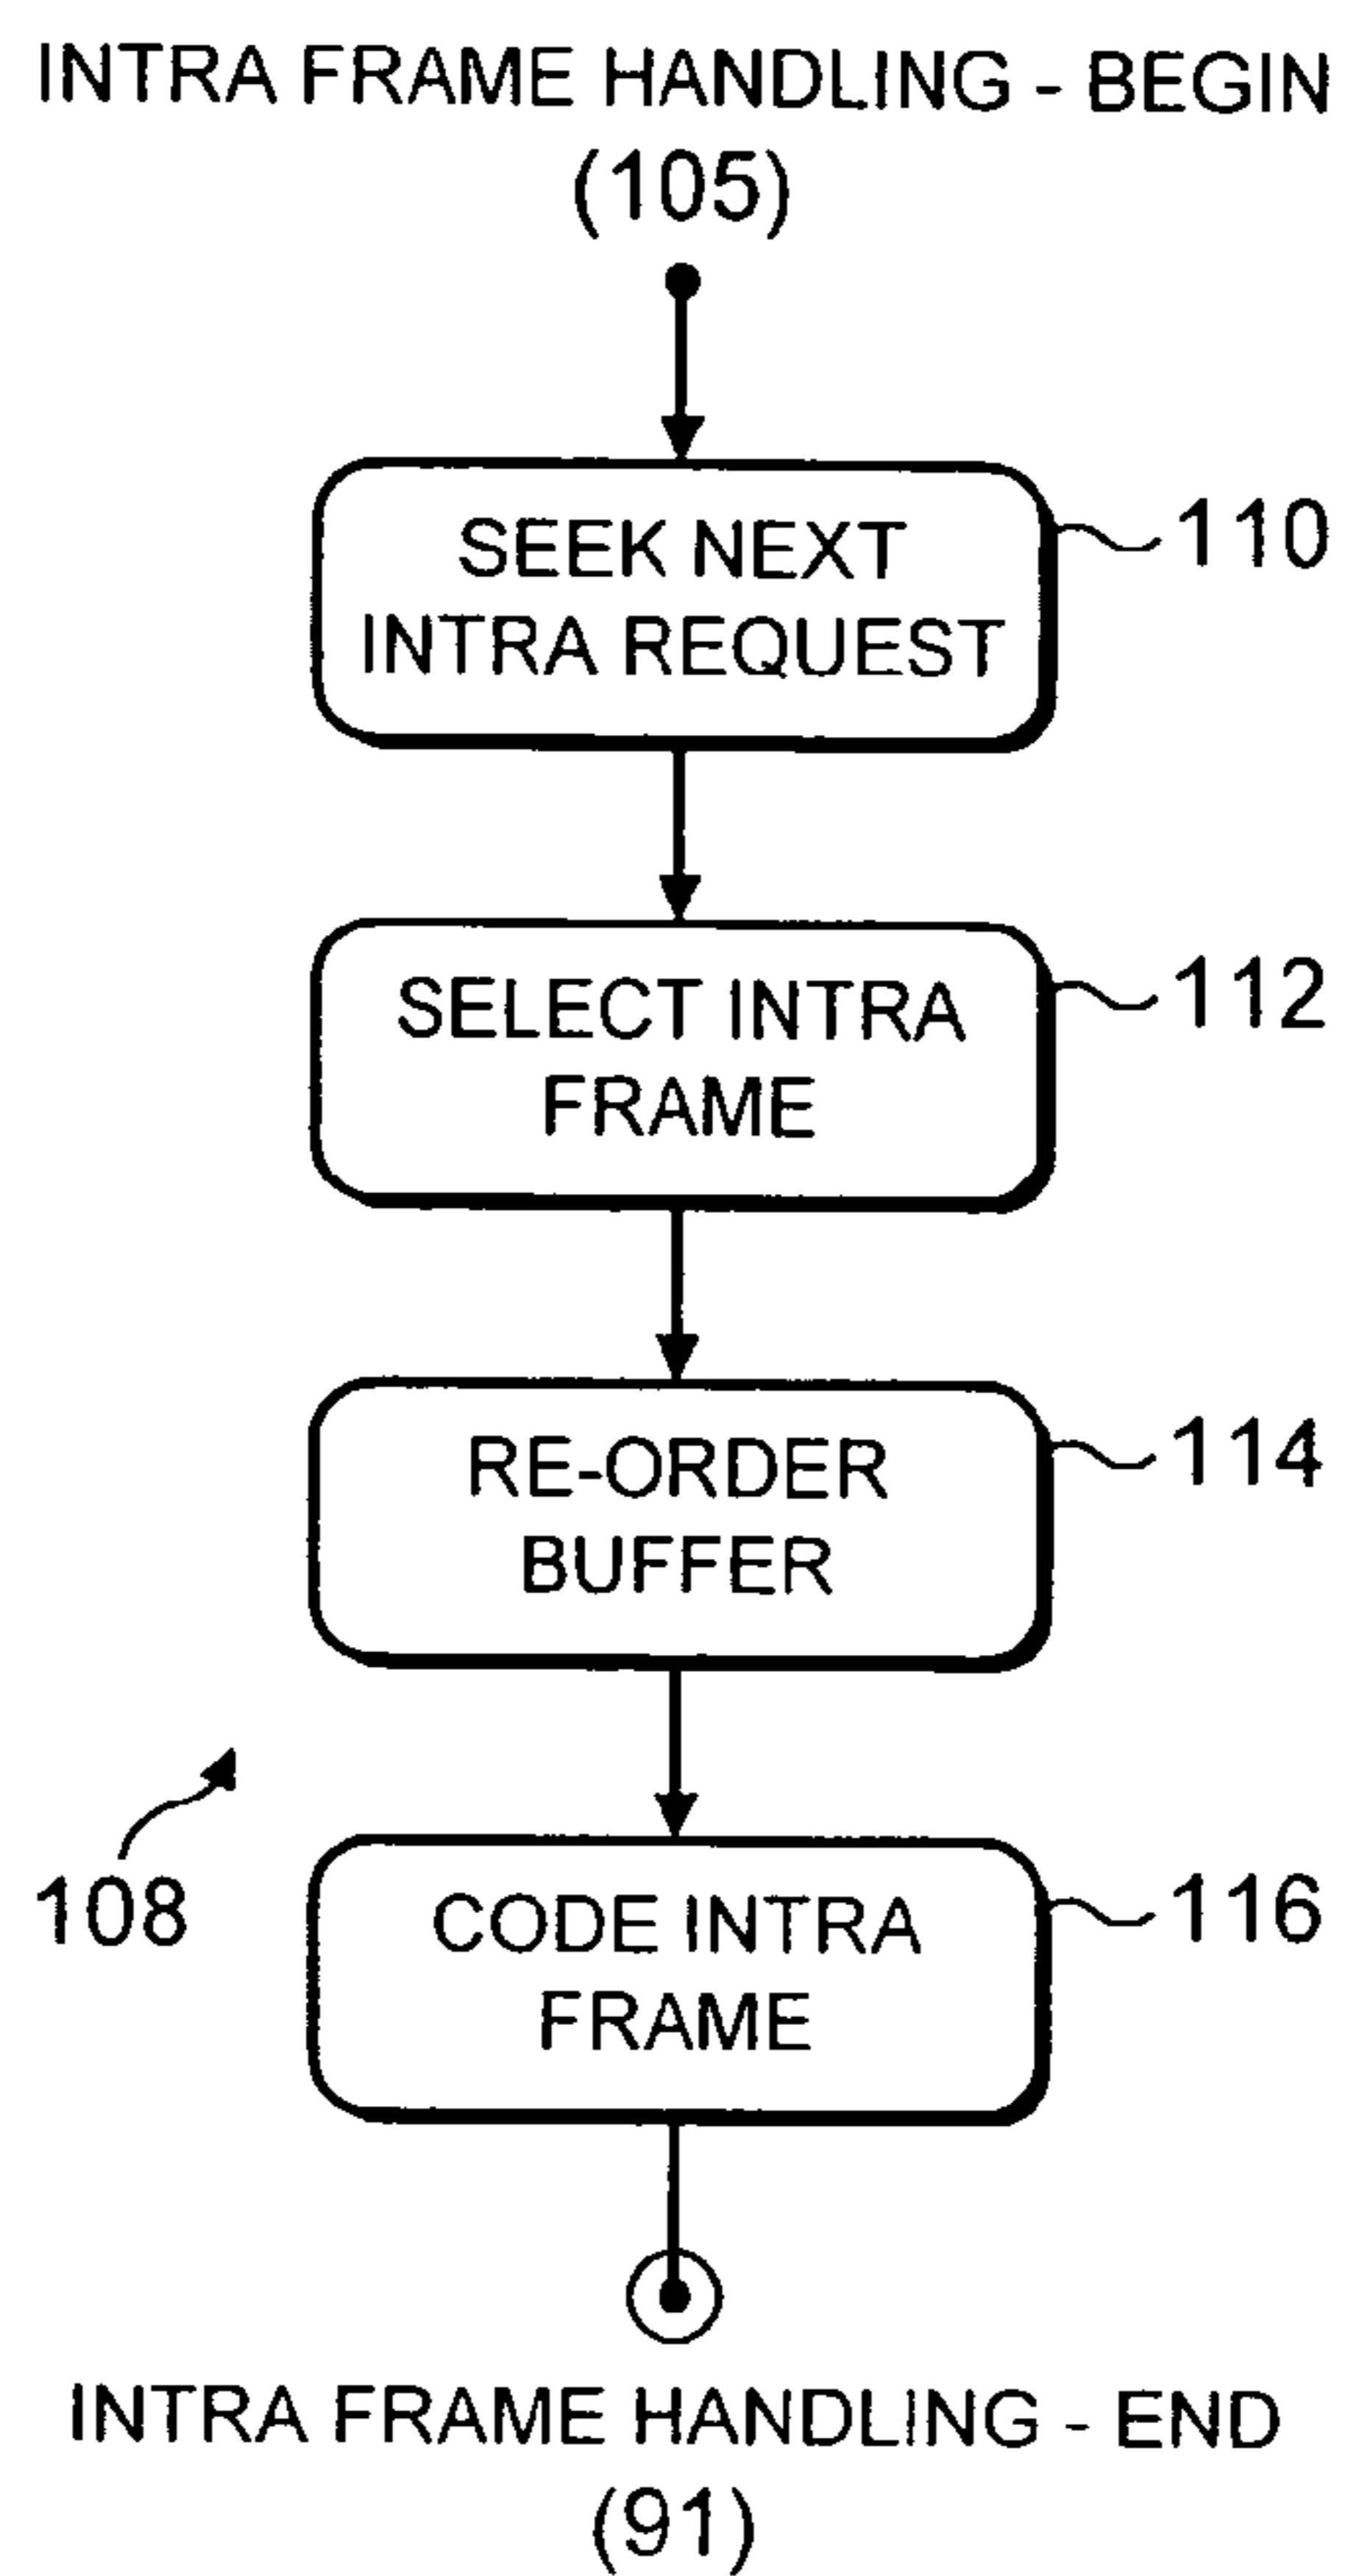 INTRA FRAME HANDLING - BEGIN
(105)
SEEK NEXT
INTRA REQUEST
110
SELECT INTRA
FRAME
112
RE-ORDER
BUFFER
114
108
CODE INTRA
FRAME
116
INTRA FRAME HANDLING - END
(91)